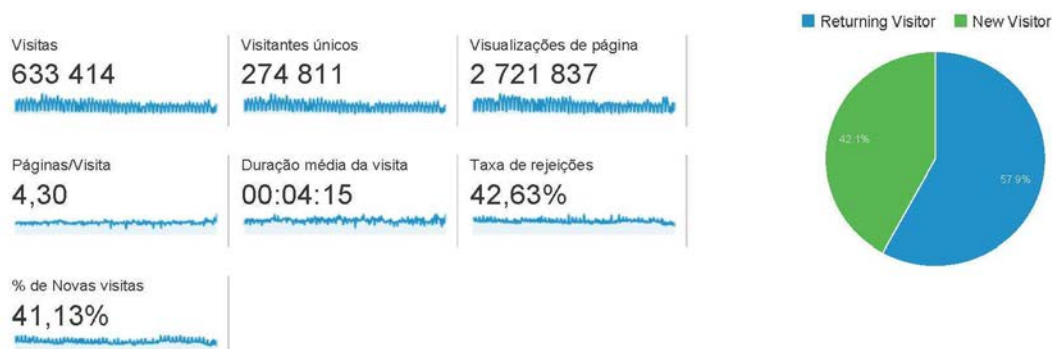 Returning Visitor New Visitor
Visitas Visitantes únicos Visualizações de página
633 414 274 811 2 721 837
42.1%
57.9%
Páginas/Visita Duração média da visita Taxa de rejeições
4,30 00:04:15 42,63%
% de Novas visitas
41,13%